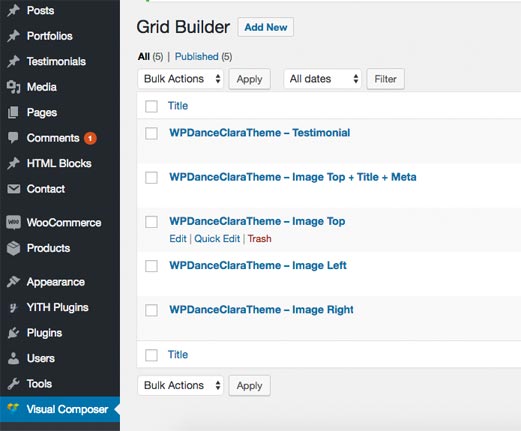 Posts
Portfolios
Testimonials
Media
Pages
Comments 1
HTML Blocks
Contact
WooCommerce
Products
Appearance
YITH Plugins
Plugins
Users
Tools
Visual Composer
Grid Builder Add New
All (5) | Published (5)
Bulk Actions Apply All dates Filter
Title
WPDanceClaraTheme – Testimonial
WPDanceClaraTheme – Image Top + Title + Meta
WPDanceClaraTheme – Image Top
Edit | Quick Edit | Trash
WPDanceClaraTheme – Image Left
WPDanceClaraTheme – Image Right
Title
Bulk Actions Apply